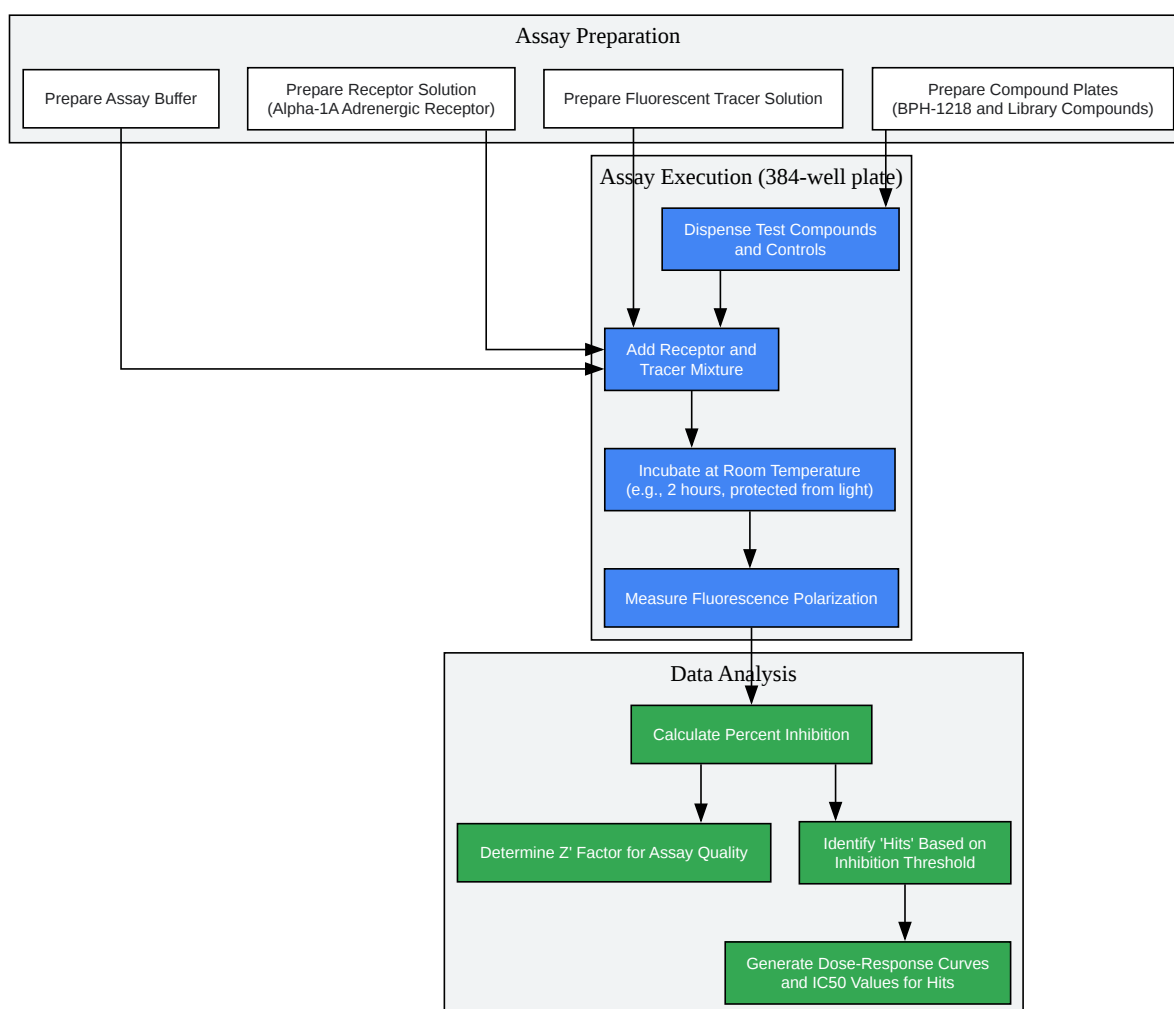 Assay Preparation
Prepare Assay Buffer
Prepare Receptor Solution
(Alpha-1A Adrenergic Receptor)
Prepare Fluorescent Tracer Solution
Prepare Compound Plates
(BPH-1218 and Library Compounds)
Assay Execution (384-well plate)
Dispense Test Compounds
and Controls
Add Receptor and
Tracer Mixture
Incubate at Room Temperature
(e.g., 2 hours, protected from light)
Measure Fluorescence Polarization
Data Analysis
Calculate Percent Inhibition
Determine Z' Factor for Assay Quality
Identify 'Hits' Based on
Inhibition Threshold
Generate Dose-Response Curves
and IC50 Values for Hits